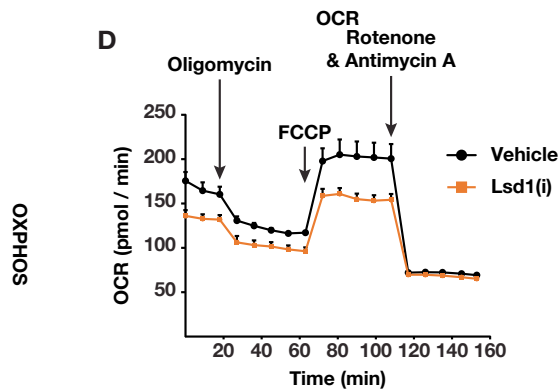 D
OCR
Oligomycin
Rotenone
& Antimycin A
FCCP
OXPHOS
OCR (pmol / min)
250
200
150
100
50
20 40 60 80 100 120 140 160
Time (min)
Vehicle
Lsd1(i)